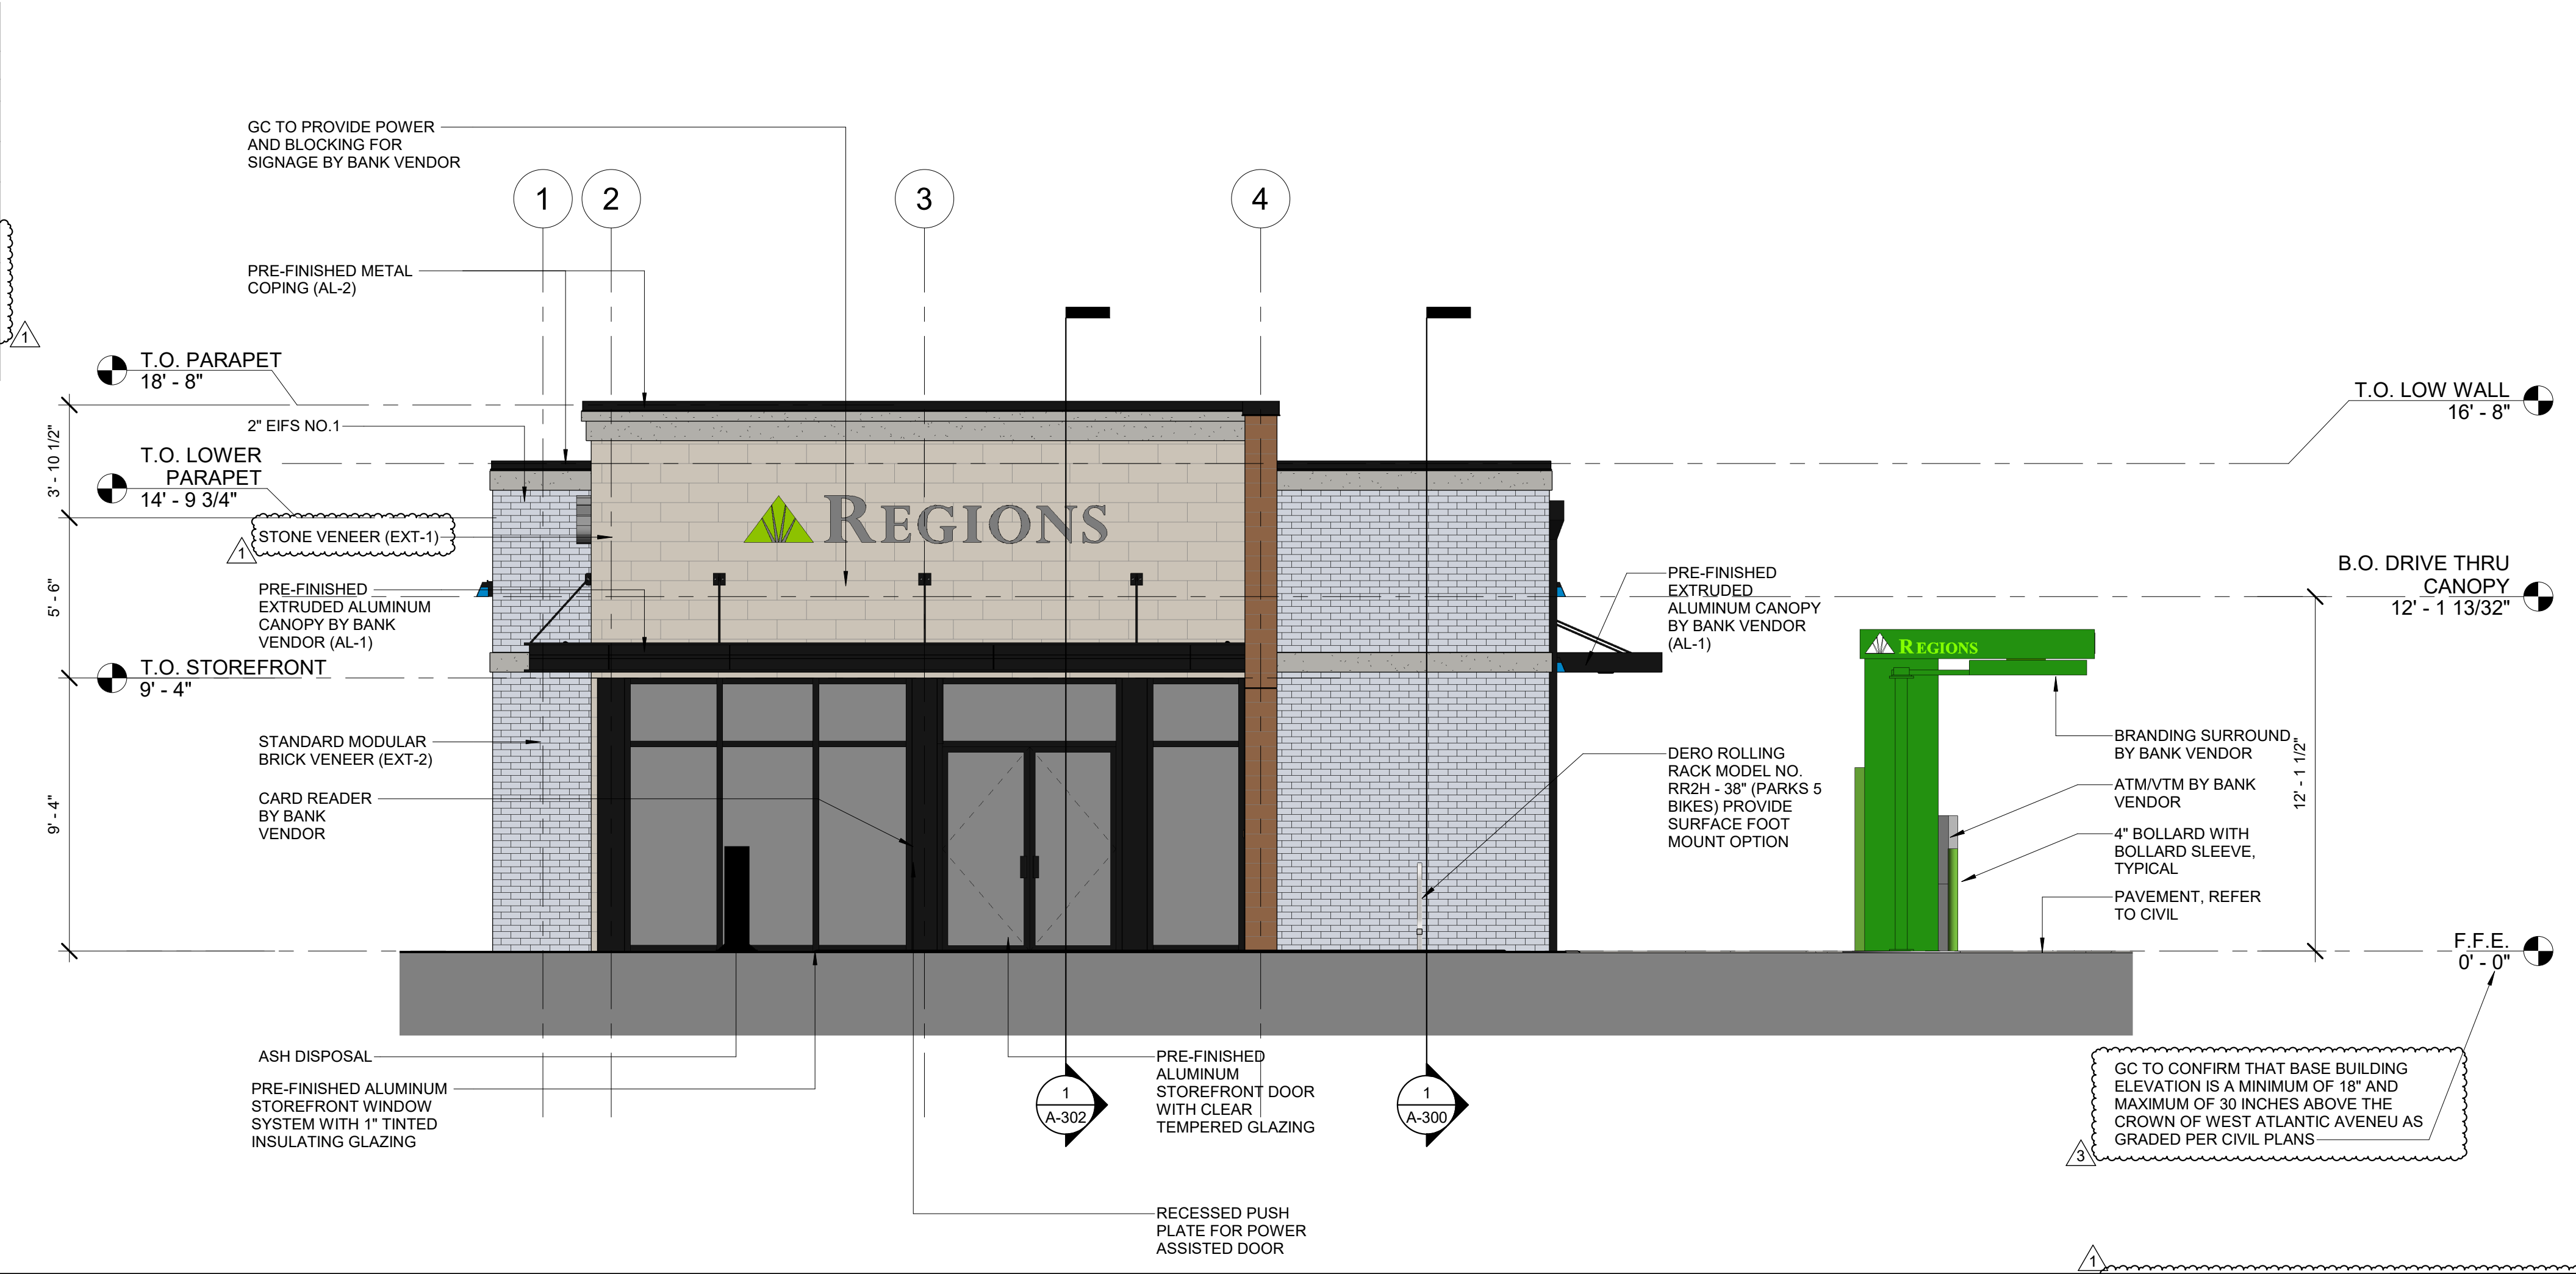 GC TO PROVIDE POWER
AND BLOCKING FOR
SIGNAGE BY BANK VENDOR
1
2
3
4
PRE-FINISHED METAL
COPING (AL-2)
1
T.O. PARAPET
18' - 8"
2" EIFS NO.1
T.O. LOWER
PARAPET
14' - 9 3/4"
STONE VENEER (EXT-1)
1
PRE-FINISHED
EXTRUDED ALUMINUM
CANOPY BY BANK
VENDOR (AL-1)
T.O. STOREFRONT
9' - 4"
STANDARD MODULAR
BRICK VENEER (EXT-2)
CARD READER
BY BANK
VENDOR
3' - 10 1/2"
5' - 6"
9' - 4"
REGIONS
T.O. LOW WALL
16' - 8"
B.O. DRIVE THRU
CANOPY
12' - 1 13/32"
PRE-FINISHED
EXTRUDED
ALUMINUM CANOPY
BY BANK VENDOR
(AL-1)
REGIONS
DERO ROLLING
RACK MODEL NO.
RR2H - 38" (PARKS 5
BIKES) PROVIDE
SURFACE FOOT
MOUNT OPTION
BRANDING SURROUND
BY BANK VENDOR
ATM/VTM BY BANK
VENDOR
4" BOLLARD WITH
BOLLARD SLEEVE,
TYPICAL
PAVEMENT, REFER
TO CIVIL
12' - 1 1/2"
F.F.E.
0' - 0"
ASH DISPOSAL
PRE-FINISHED ALUMINUM
STOREFRONT WINDOW
SYSTEM WITH 1" TINTED
INSULATING GLAZING
PRE-FINISHED
ALUMINUM
STOREFRONT DOOR
WITH CLEAR
TEMPERED GLAZING
1
A-302
1
A-300
RECESSED PUSH
PLATE FOR POWER
ASSISTED DOOR
GC TO CONFIRM THAT BASE BUILDING
ELEVATION IS A MINIMUM OF 18" AND
MAXIMUM OF 30 INCHES ABOVE THE
CROWN OF WEST ATLANTIC AVENEU AS
GRADED PER CIVIL PLANS
3
1